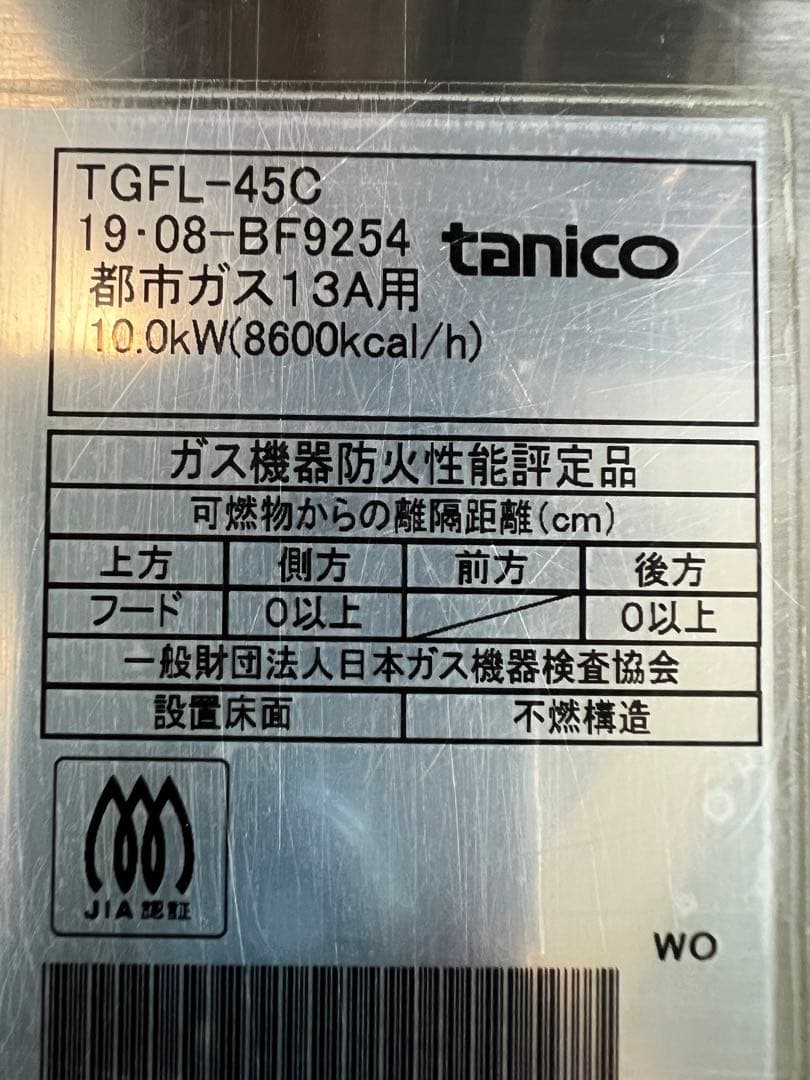 TGFL-45C
19・08-BF9254
tanico
都市ガス13A用
10.0kW(8600kcal/h)
ガス機器防火性能評定品
可燃物からの離隔距離(cm)
上方 側方 前方 後方
フード 0以上 0以上
一般財団法人日本ガス機器検査協会
設置床面 不燃構造
JIA認証
WO